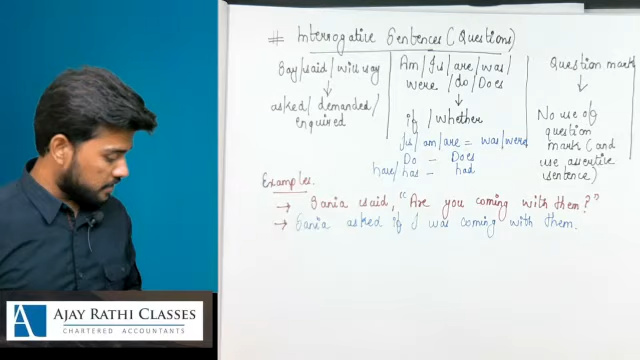 # Interrogative Sentences (Questions)
Say/said/will say
↓
asked/demanded/
enquired
Am/Is/are/was/
were/do/Does
↓
if/whether
Is/am/are = was/were
Do – Does
have/has – had
Question mark
↓
No use of
question
mark (and
use assertive
sentence)
Examples.
→ Sania said, "Are you coming with them?"
→ Sania asked if I was coming with them.
AJAY RATHI CLASSES
CHARTERED ACCOUNTANTS